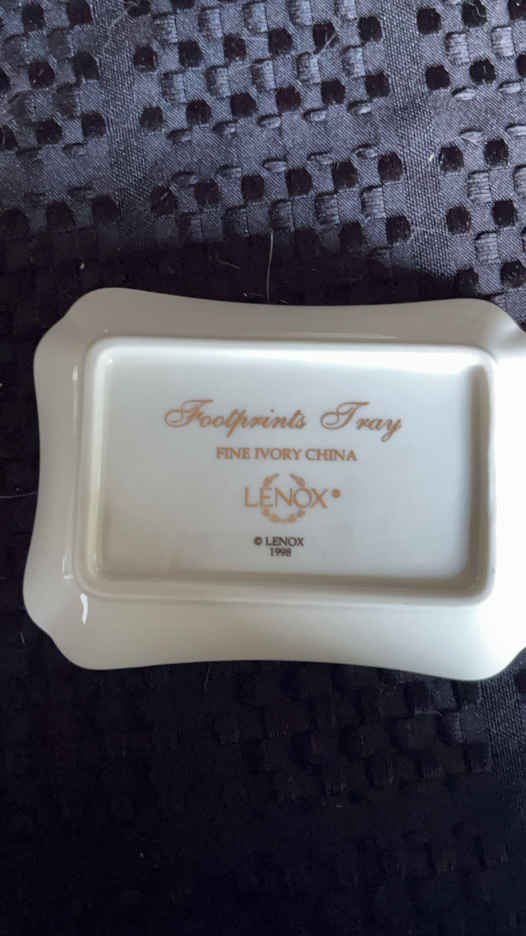 Footprints Tray
FINE IVORY CHINA
LENOX®
© LENOX
1998